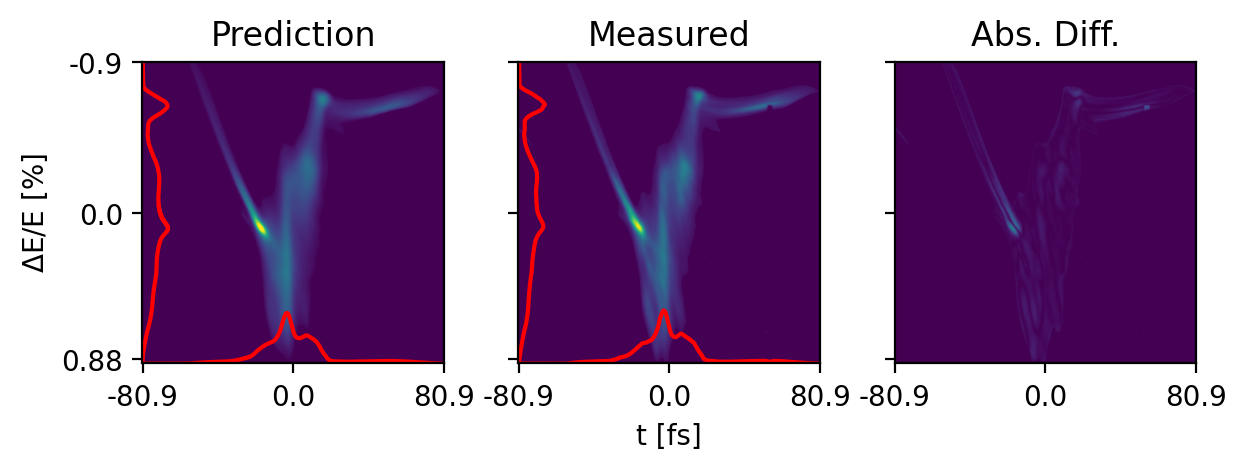 Prediction
Measured
Abs. Diff.
-0.9
0.0
0.88
ΔE/E [%]
-80.9 0.0 80.9
-80.9 0.0 80.9
-80.9 0.0 80.9
t [fs]